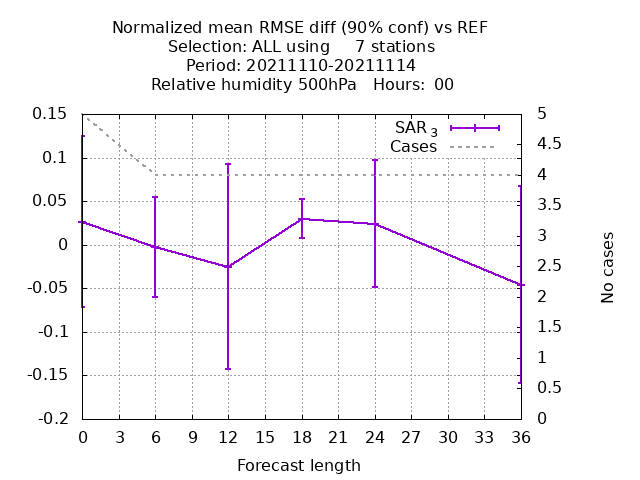 Normalized mean RMSE diff (90% conf) vs REF
Selection: ALL using     7 stations
Period: 20211110-20211114
Relative humidity 500hPa   Hours:  00
SAR 3
Cases
0.15
0.1
0.05
0
-0.05
-0.1
-0.15
-0.2
5
4.5
4
3.5
3
2.5
2
1.5
1
0.5
0
No cases
0 3 6 9 12 15 18 21 24 27 30 33 36
Forecast length